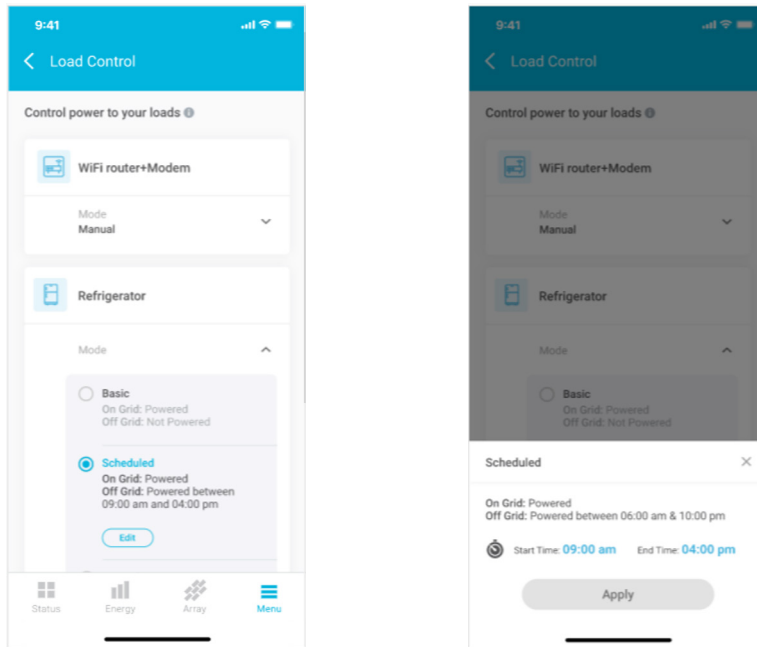 9:41
Load Control
Control power to your loads
WiFi router+Modem
Mode
Manual
Refrigerator
Mode
Basic
On Grid: Powered
Off Grid: Not Powered
Scheduled
On Grid: Powered
Off Grid: Powered between
09:00 am and 04:00 pm
Edit
Status Energy Array Menu
9:41
Load Control
Control power to your loads
WiFi router+Modem
Mode
Manual
Refrigerator
Mode
Basic
On Grid: Powered
Off Grid: Not Powered
Scheduled
On Grid: Powered
Off Grid: Powered between 06:00 am & 10:00 pm
Start Time: 09:00 am End Time: 04:00 pm
Apply